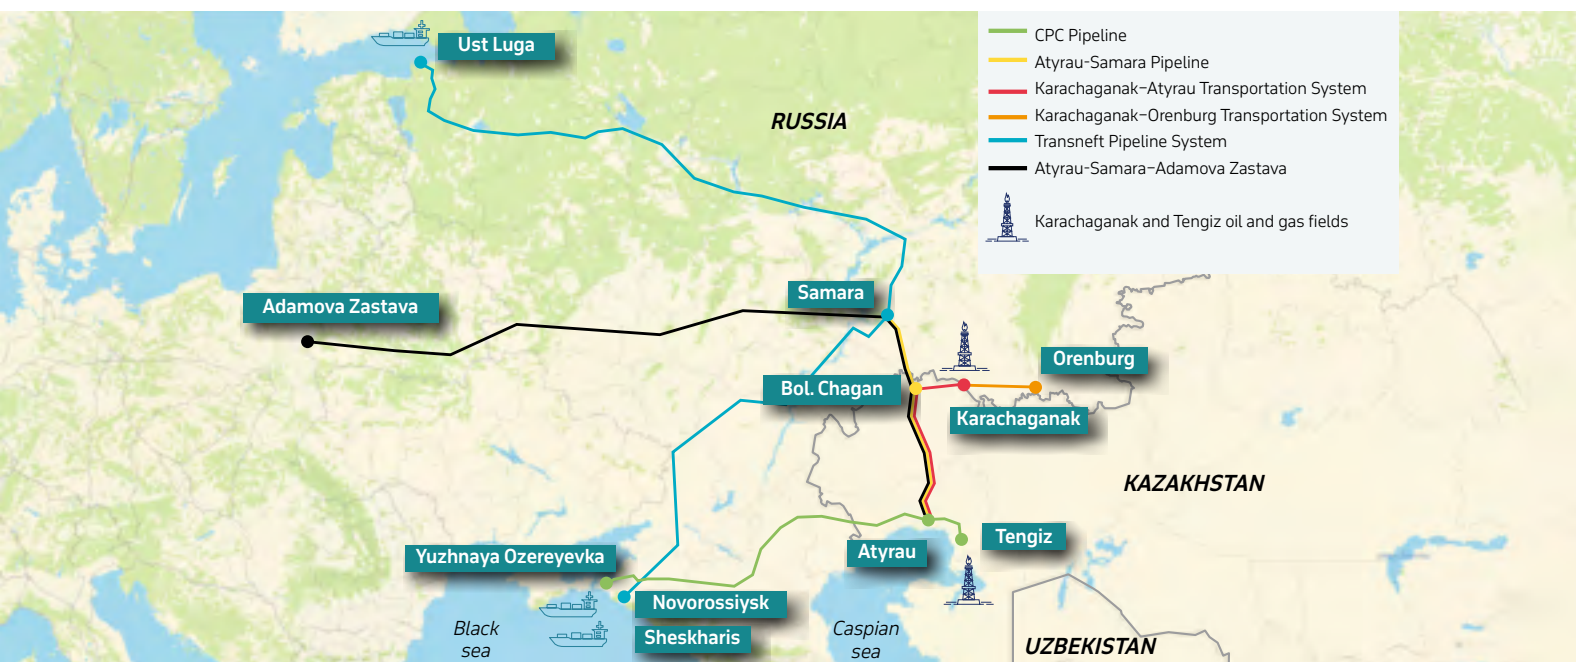 CPC Pipeline
Atyrau-Samara Pipeline
Karachaganak–Atyrau Transportation System
Karachaganak–Orenburg Transportation System
Transneft Pipeline System
Atyrau-Samara–Adamova Zastava
Karachaganak and Tengiz oil and gas fields
Ust Luga
RUSSIA
Samara
Adamova Zastava
Orenburg
Bol. Chagan
Karachaganak
KAZAKHSTAN
Tengiz
Atyrau
Yuzhnaya Ozereyevka
Novorossiysk
Sheskharis
Black
sea
Caspian
sea
UZBEKISTAN